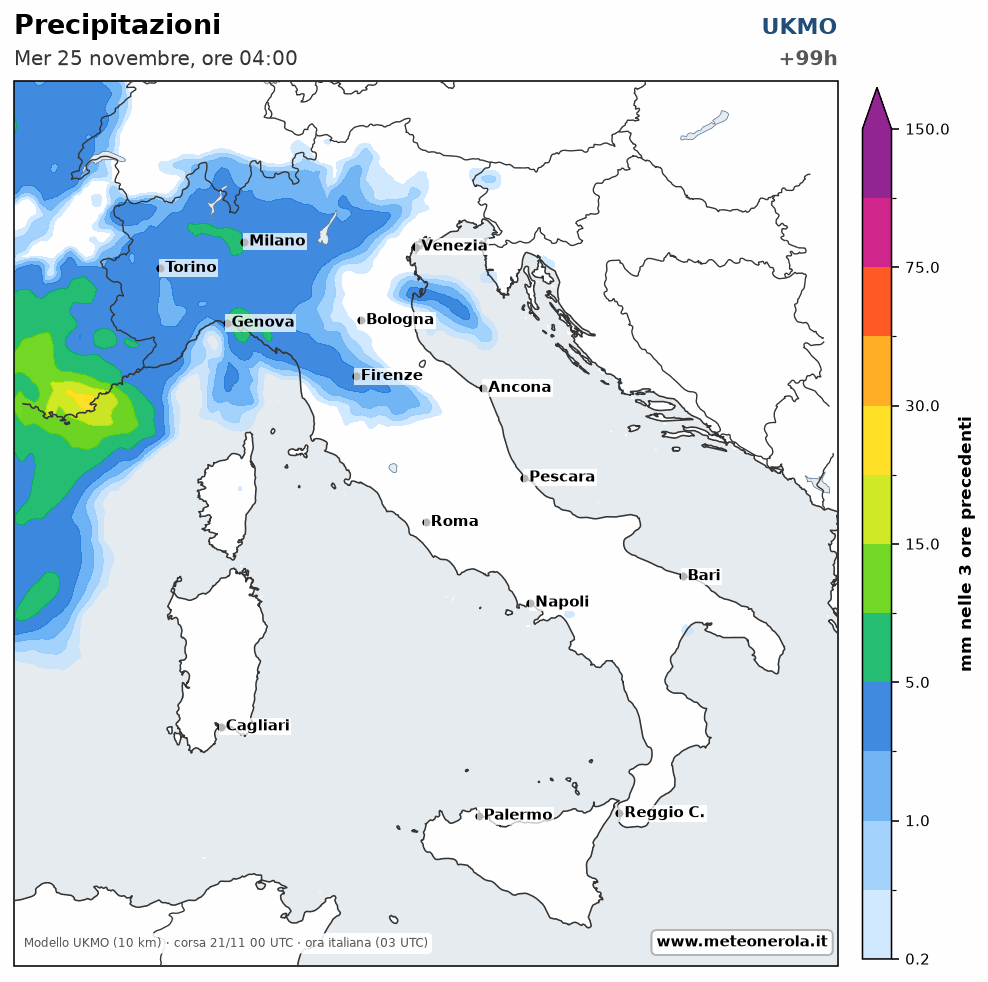 Precipitazioni
UKMO
Mer 25 novembre, ore 04:00
+99h
150.0
75.0
30.0
15.0
5.0
1.0
0.2
mm nelle 3 ore precedenti
Milano
Venezia
Torino
Genova
Bologna
Firenze
Ancona
Pescara
Roma
Bari
Napoli
Cagliari
Palermo
Reggio C.
Modello UKMO (10 km) · corsa 21/11 00 UTC · ora italiana (03 UTC)
www.meteonerola.it